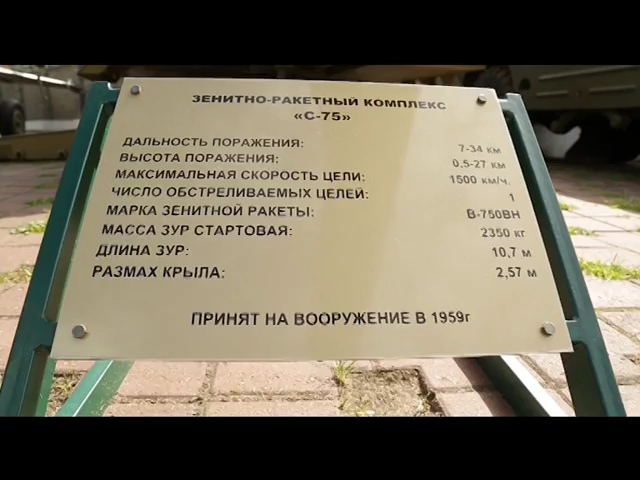 ЗЕНИТНО-РАКЕТНЫЙ КОМПЛЕКС
«С-75»
ДАЛЬНОСТЬ ПОРАЖЕНИЯ: 7-34 км
ВЫСОТА ПОРАЖЕНИЯ; 0,5-27 км
МАКСИМАЛЬНАЯ СКОРОСТЬ ЦЕЛИ: 1500 км/ч.
ЧИСЛО ОБСТРЕЛИВАЕМЫХ ЦЕЛЕЙ: 1
МАРКА ЗЕНИТНОЙ РАКЕТЫ: В-750ВН
МАССА ЗУР СТАРТОВАЯ: 2350 кг
ДЛИНА ЗУР: 10,7 м
РАЗМАХ КРЫЛА: 2,57 м
ПРИНЯТ НА ВООРУЖЕНИЕ В 1959г